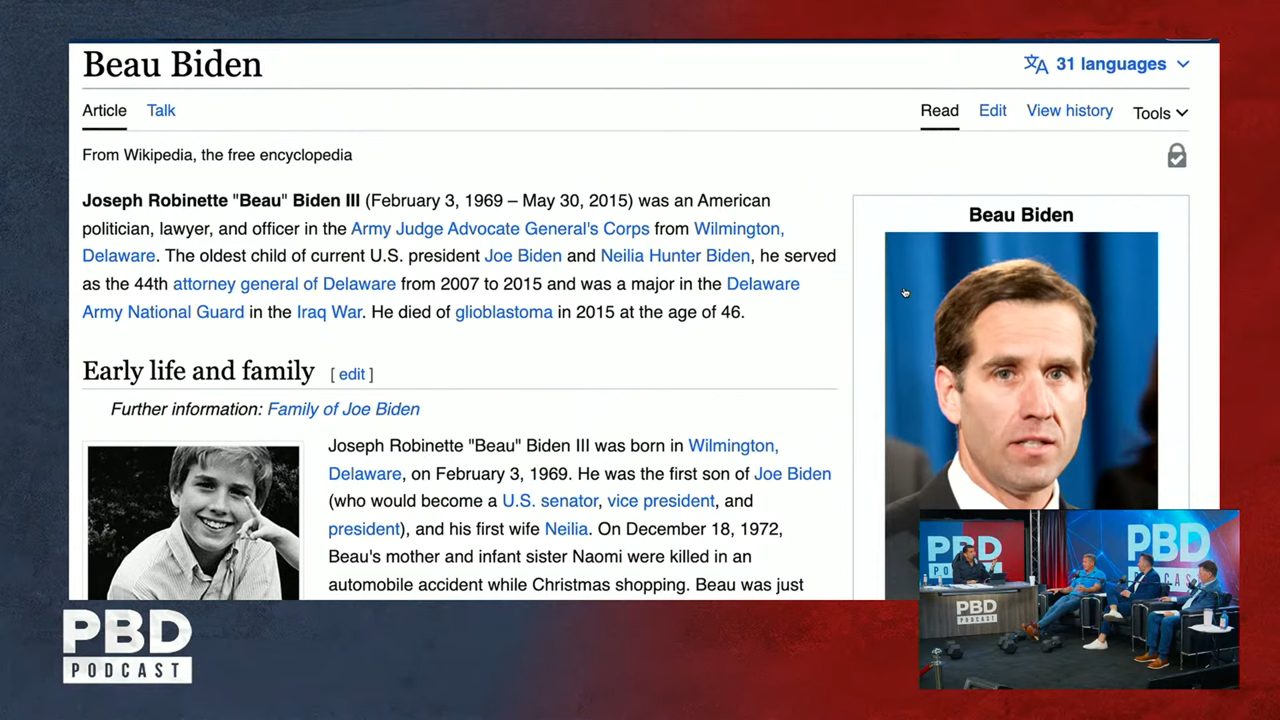 Beau Biden
31 languages
Article Talk
Read Edit View history Tools
From Wikipedia, the free encyclopedia
Joseph Robinette "Beau" Biden III (February 3, 1969 – May 30, 2015) was an American
politician, lawyer, and officer in the Army Judge Advocate General's Corps from Wilmington,
Delaware. The oldest child of current U.S. president Joe Biden and Neilia Hunter Biden, he served
as the 44th attorney general of Delaware from 2007 to 2015 and was a major in the Delaware
Army National Guard in the Iraq War. He died of glioblastoma in 2015 at the age of 46.
Beau Biden
Early life and family [ edit ]
Further information: Family of Joe Biden
Joseph Robinette "Beau" Biden III was born in Wilmington,
Delaware, on February 3, 1969. He was the first son of Joe Biden
(who would become a U.S. senator, vice president, and
president), and his first wife Neilia. On December 18, 1972,
Beau's mother and infant sister Naomi were killed in an
automobile accident while Christmas shopping. Beau was just
PBD
PODCAST
PBD
PBD
PODCAST
PBD
PODCAST